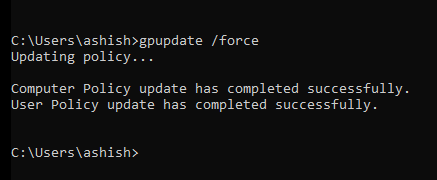 C:\Users\ashish>gpupdate /force
Updating policy...
Computer Policy update has completed successfully.
User Policy update has completed successfully.
C:\Users\ashish>